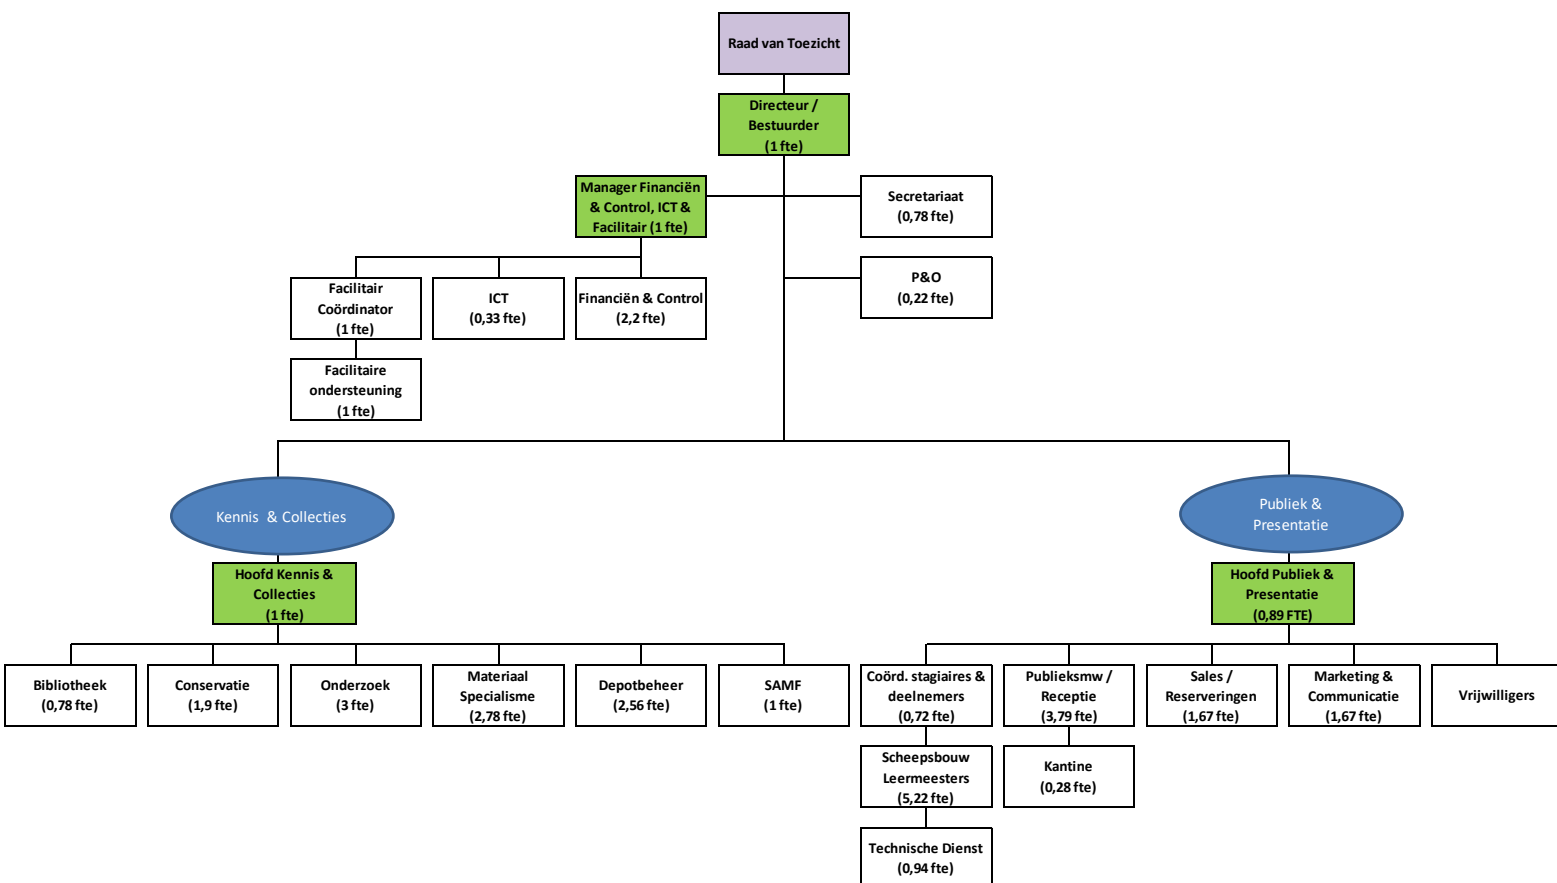 Raad van Toezicht
Directeur /
Bestuurder
(1 fte)
Manager Financiën
& Control, ICT &
Facilitair (1 fte)
Secretariaat
(0,78 fte)
Facilitair
Coördinator
(1 fte)
ICT
(0,33 fte)
Financiën & Control
(2,2 fte)
P&O
(0,22 fte)
Facilitaire
ondersteuning
(1 fte)
Kennis & Collecties
Publiek &
Presentatie
Hoofd Kennis &
Collecties
(1 fte)
Hoofd Publiek &
Presentatie
(0,89 FTE)
Bibliotheek
(0,78 fte)
Conservatie
(1,9 fte)
Onderzoek
(3 fte)
Materiaal
Specialisme
(2,78 fte)
Depotbeheer
(2,56 fte)
SAMF
(1 fte)
Coörd. stagiaires &
deelnemers
(0,72 fte)
Publieksmw /
Receptie
(3,79 fte)
Sales /
Reserveringen
(1,67 fte)
Marketing &
Communicatie
(1,67 fte)
Vrijwilligers
Scheepsbouw
Leermeesters
(5,22 fte)
Kantine
(0,28 fte)
Technische Dienst
(0,94 fte)